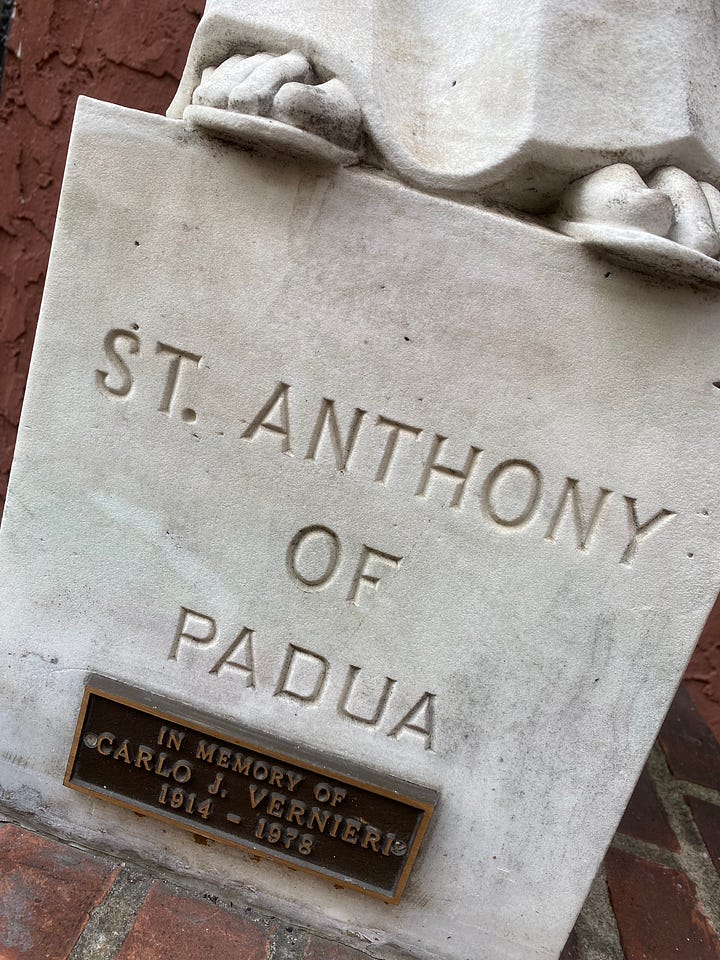 ST. ANTHONY
OF
PADUA
IN MEMORY OF
CARLO J. VERNIERI
1914 - 1978